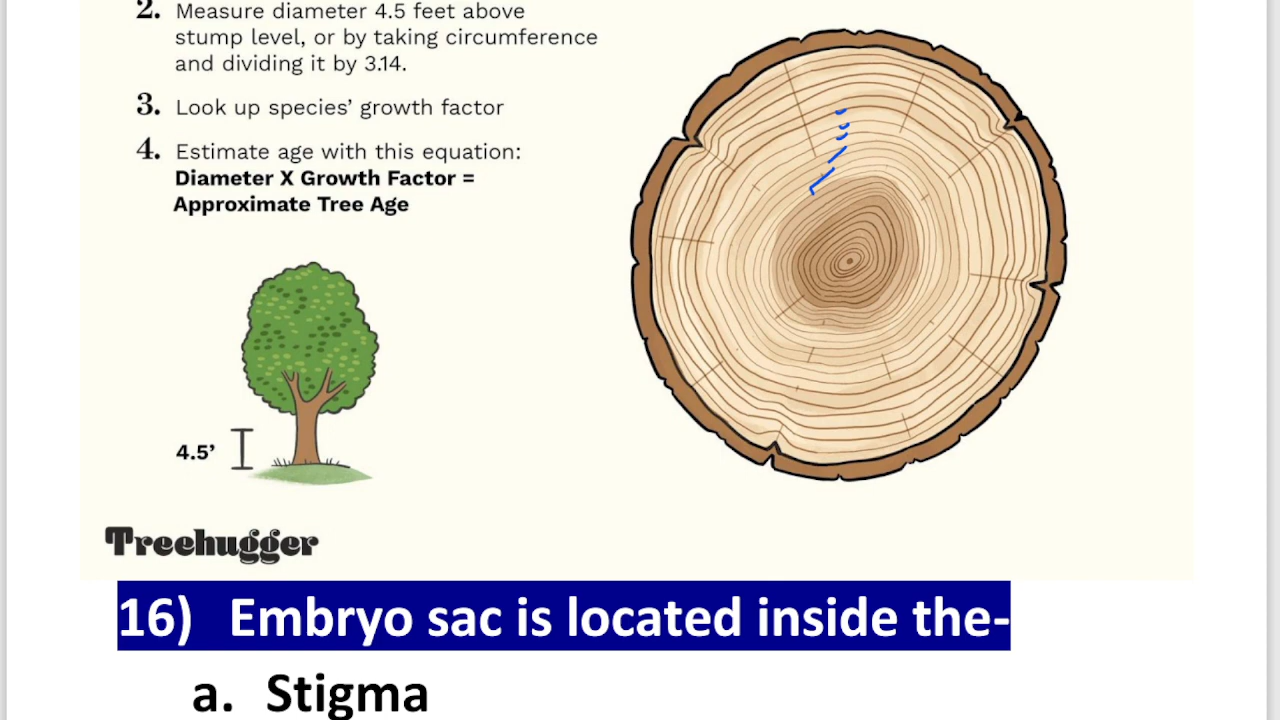 2. Measure diameter 4.5 feet above
stump level, or by taking circumference
and dividing it by 3.14.
3. Look up species’ growth factor
4. Estimate age with this equation:
Diameter X Growth Factor =
Approximate Tree Age
4.5’
Treehugger
16) Embryo sac is located inside the-
a. Stigma